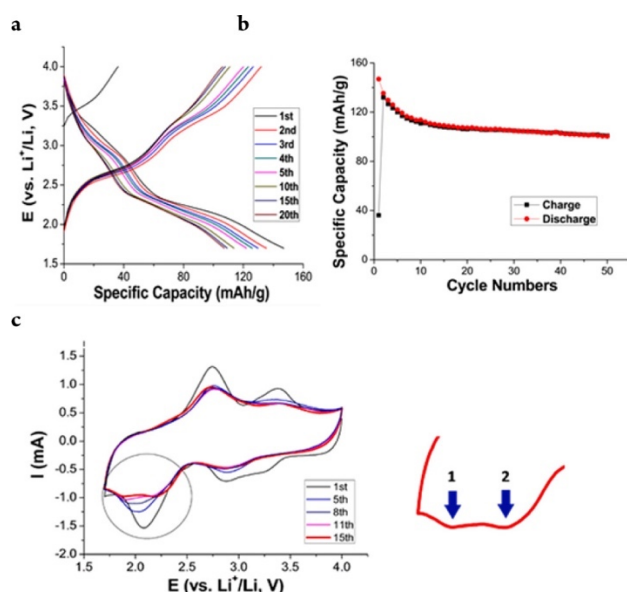 a
b
E (vs. Li⁺/Li, V)
4.0
3.5
3.0
2.5
2.0
1.5
0 40 80 120 160
Specific Capacity (mAh/g)
1st
2nd
3rd
4th
5th
10th
15th
20th
Specific Capacity (mAh/g)
160
120
80
40
0
0 10 20 30 40 50
Cycle Numbers
Charge
Discharge
c
I (mA)
1.5
1.0
0.5
0.0
-0.5
-1.0
-1.5
-2.0
1.5 2.0 2.5 3.0 3.5 4.0
E (vs. Li⁺/Li, V)
1st
5th
8th
11th
15th
1 2